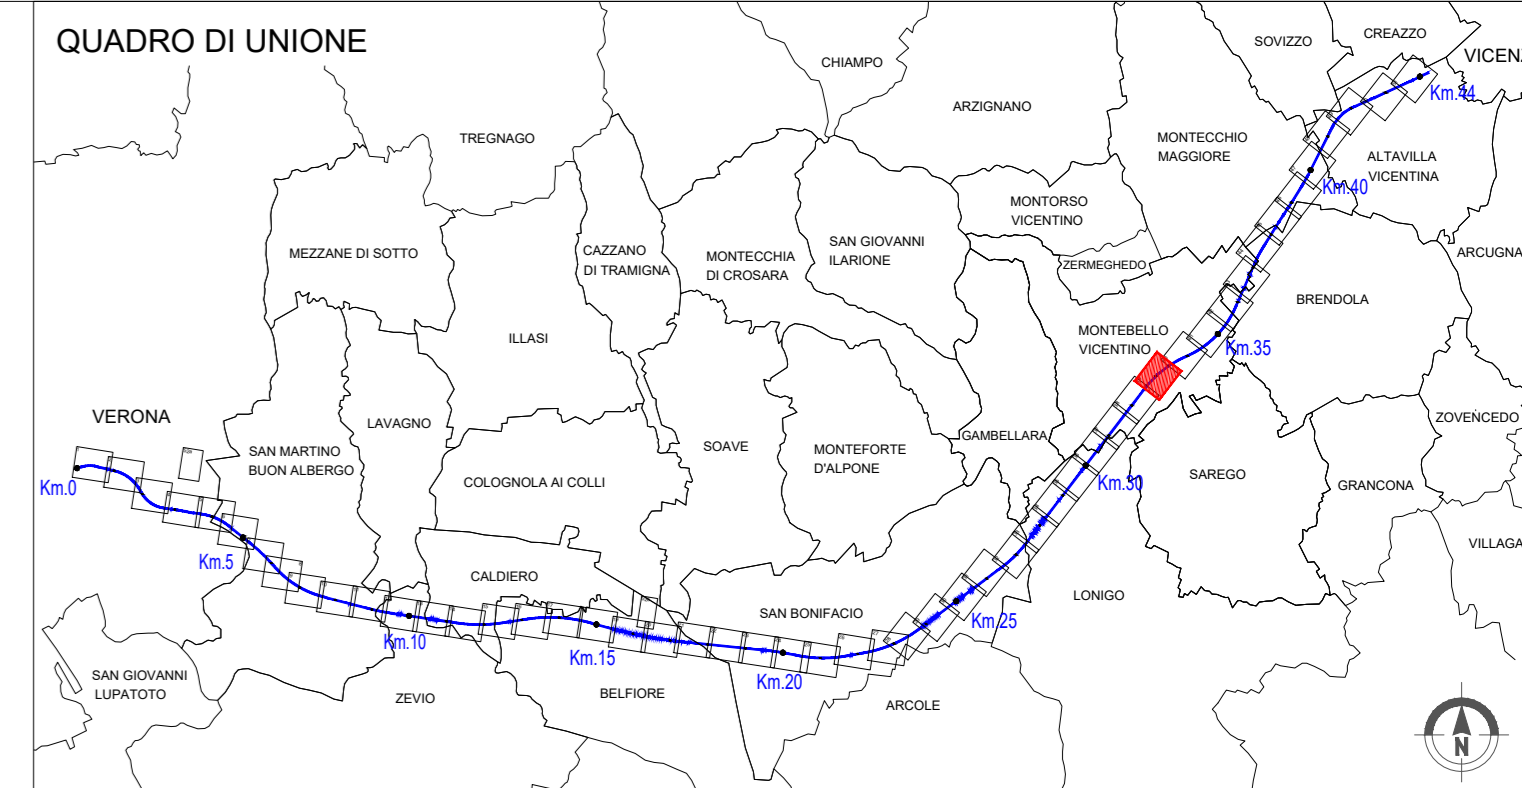 QUADRO DI UNIONE
CREAZZO
SOVIZZO
VICEN
CHIAMPO
Km.44
ARZIGNANO
TREGNAGO
MONTECCHIO
MAGGIORE
ALTAVILLA
VICENTINA
Km.40
MONTORSO
VICENTINO
MEZZANE DI SOTTO
CAZZANO
DI TRAMIGNA
MONTECCHIA
DI CROSARA
SAN GIOVANNI
ILARIONE
ZERMEGHEDO
ARCUGNA
BRENDOLA
ILLASI
MONTEBELLO
VICENTINO
Km.35
VERONA
LAVAGNO
ZOVENCEDO
SAN MARTINO
BUON ALBERGO
SOAVE
MONTEFORTE
D'ALPONE
GAMBELLARA
Km.0
COLOGNOLA AI COLLI
Km.30
SAREGO
GRANCONA
Km.5
VILLAGA
CALDIERO
LONIGO
SAN BONIFACIO
Km.25
Km.10
Km.15
Km.20
SAN GIOVANNI
LUPATOTO
ZEVIO
BELFIORE
ARCOLE
N